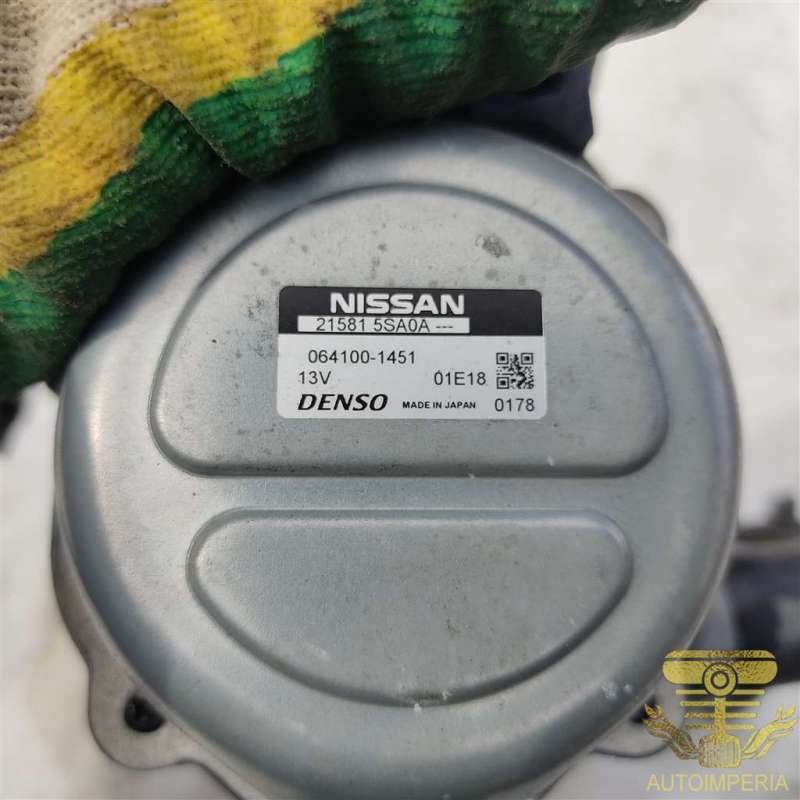 NISSAN
21581 5SA0A ---
064100-1451
13V 01E18
DENSO MADE IN JAPAN 0178
AUTOIMPERIA